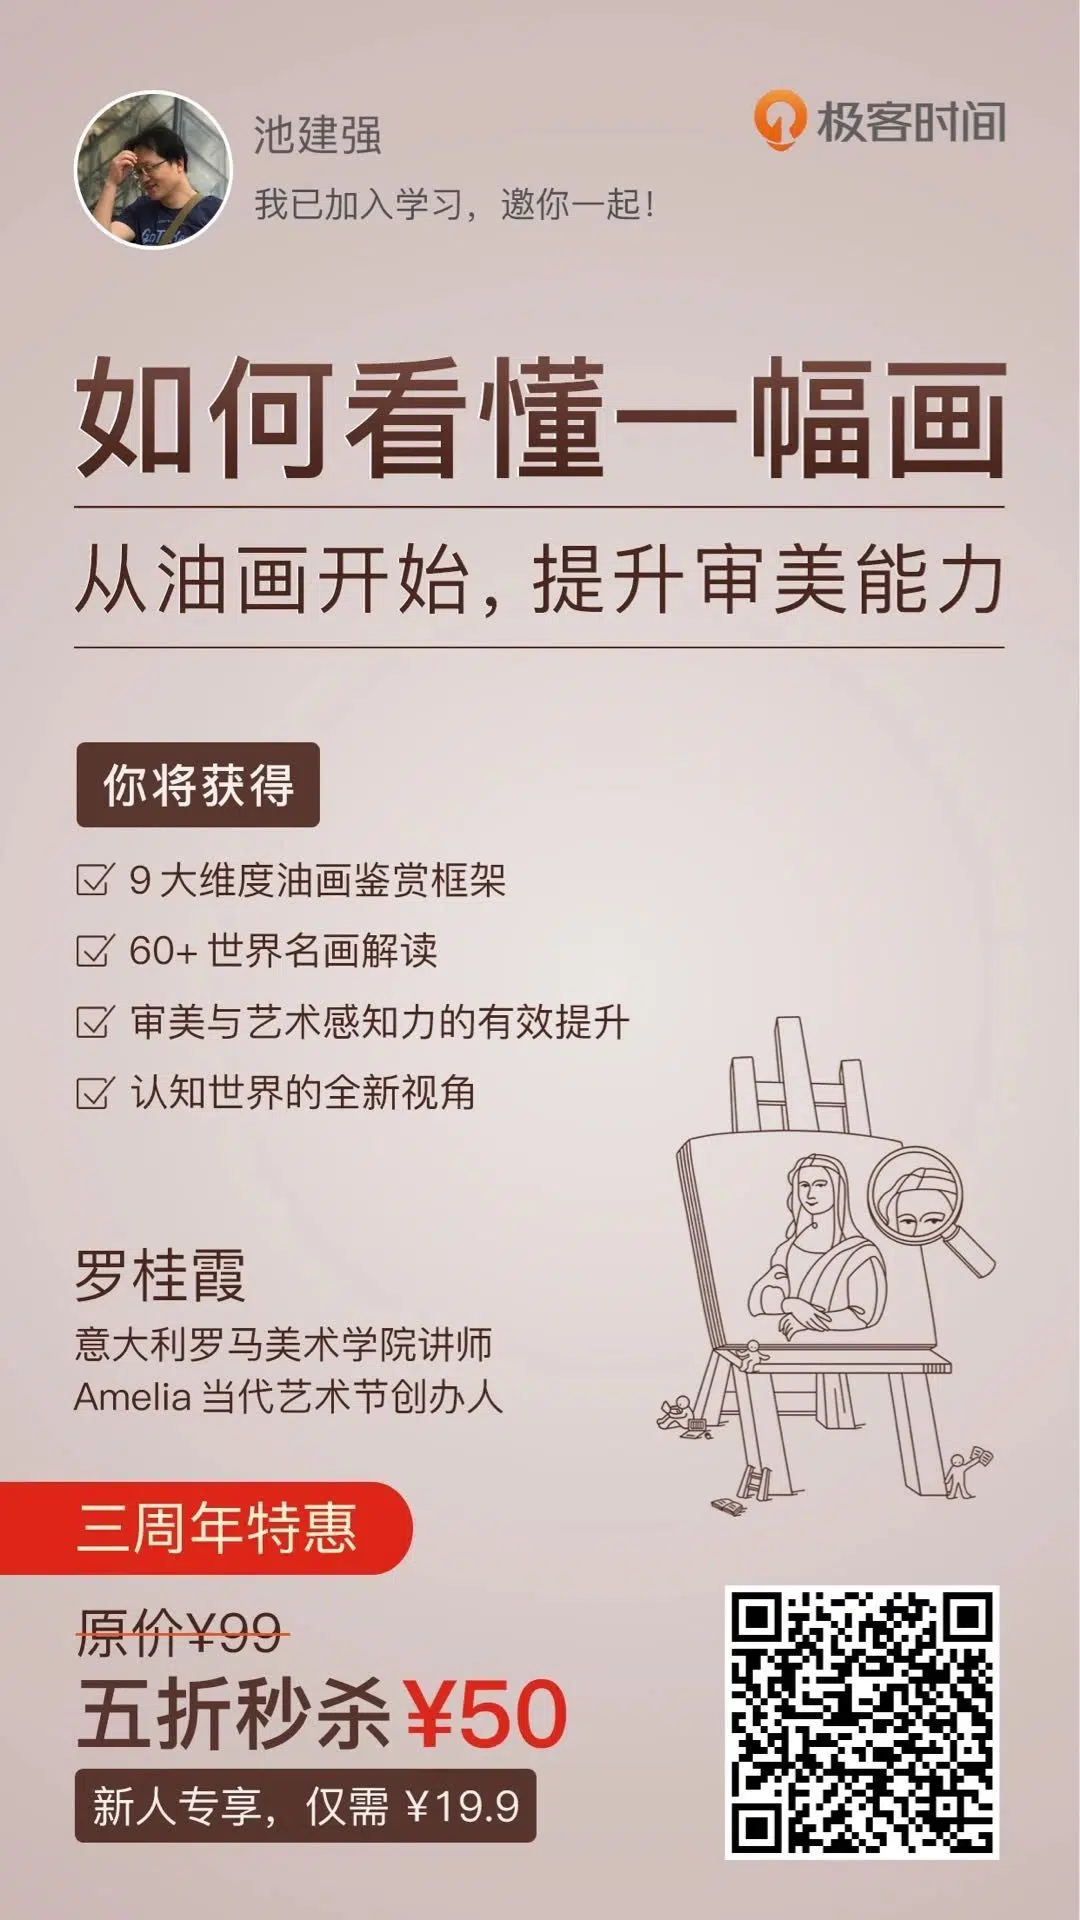 池建强
极客时间
我已加入学习，邀你一起！
如何看懂一幅画
从油画开始，提升审美能力
你将获得
9 大维度油画鉴赏框架
60+ 世界名画解读
审美与艺术感知力的有效提升
认知世界的全新视角
罗桂霞
意大利罗马美术学院讲师
Amelia 当代艺术节创办人
三周年特惠
原价¥99
五折秒杀¥50
新人专享，仅需 ¥19.9